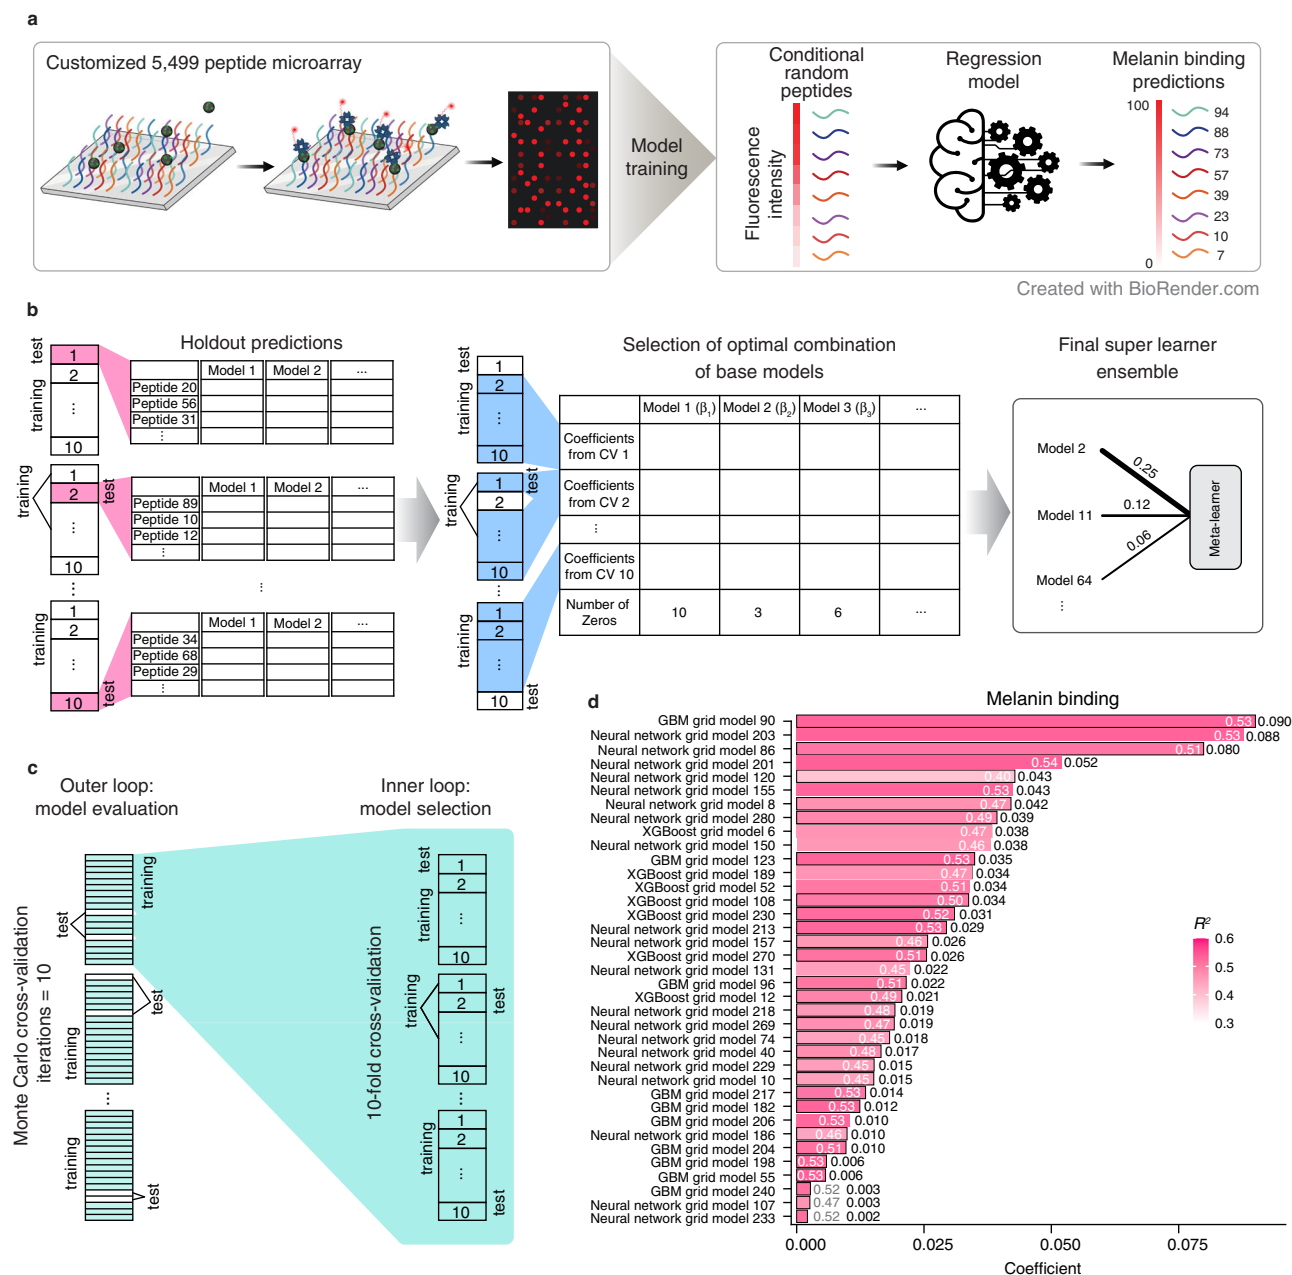 a
Customized 5,499 peptide microarray
Model
training
Conditional
random
peptides
Fluorescence
intensity
Regression
model
Melanin binding
predictions
100
0
94
88
73
57
39
23
10
7
Created with BioRender.com
b
Holdout predictions
test
training
1
2
...
10
Model 1 Model 2 ...
Peptide 20
Peptide 56
Peptide 31
...
training
test
1
2
...
10
Model 1 Model 2 ...
Peptide 89
Peptide 10
Peptide 12
...
...
...
training
test
1
2
...
10
Model 1 Model 2 ...
Peptide 34
Peptide 68
Peptide 29
...
test
training
1
2
...
10
training
test
1
2
...
10
...
training
test
1
2
...
10
Selection of optimal combination
of base models
Model 1 (β1) Model 2 (β2) Model 3 (β3) ...
Coefficients
from CV 1
Coefficients
from CV 2
...
Coefficients
from CV 10
Number of
Zeros
10 3 6 ...
Final super learner
ensemble
Model 2
0.25
Model 11
0.12
Model 64
0.06
...
Meta-learner
c
Outer loop:
model evaluation
Inner loop:
model selection
Monte Carlo cross-validation
iterations = 10
training
test
test
training
...
training
test
10-fold cross-validation
test
training
1
2
...
10
training
test
1
2
...
10
...
training
test
1
2
...
10
d
Melanin binding
GBM grid model 90 0.53 0.090
Neural network grid model 203 0.53 0.088
Neural network grid model 86 0.51 0.080
Neural network grid model 201 0.54 0.052
Neural network grid model 120 0.40 0.043
Neural network grid model 155 0.53 0.043
Neural network grid model 8 0.47 0.042
Neural network grid model 280 0.49 0.039
XGBoost grid model 6 0.47 0.038
Neural network grid model 150 0.46 0.038
GBM grid model 123 0.53 0.035
XGBoost grid model 189 0.47 0.034
XGBoost grid model 52 0.51 0.034
XGBoost grid model 108 0.50 0.034
XGBoost grid model 230 0.52 0.031
Neural network grid model 213 0.53 0.029
Neural network grid model 157 0.46 0.026
XGBoost grid model 270 0.51 0.026
Neural network grid model 131 0.45 0.022
GBM grid model 96 0.51 0.022
XGBoost grid model 12 0.49 0.021
Neural network grid model 218 0.48 0.019
Neural network grid model 269 0.47 0.019
Neural network grid model 74 0.45 0.018
Neural network grid model 40 0.48 0.017
Neural network grid model 229 0.45 0.015
Neural network grid model 10 0.45 0.015
GBM grid model 217 0.53 0.014
GBM grid model 182 0.53 0.012
GBM grid model 206 0.53 0.010
Neural network grid model 186 0.46 0.010
GBM grid model 204 0.51 0.010
GBM grid model 198 0.53 0.006
GBM grid model 55 0.53 0.006
GBM grid model 240 0.52 0.003
Neural network grid model 107 0.47 0.003
Neural network grid model 233 0.52 0.002
0.000 0.025 0.050 0.075
Coefficient
R²
0.6
0.5
0.4
0.3